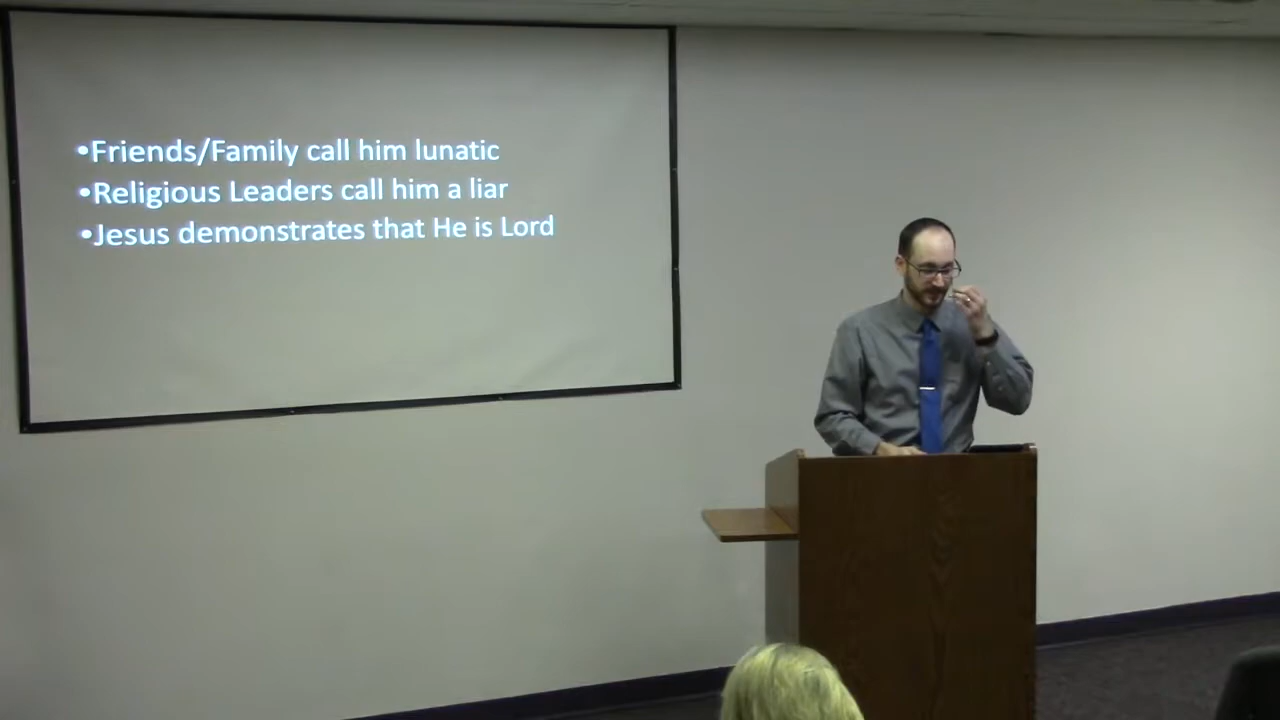 •Friends/Family call him lunatic
•Religious Leaders call him a liar
•Jesus demonstrates that He is Lord